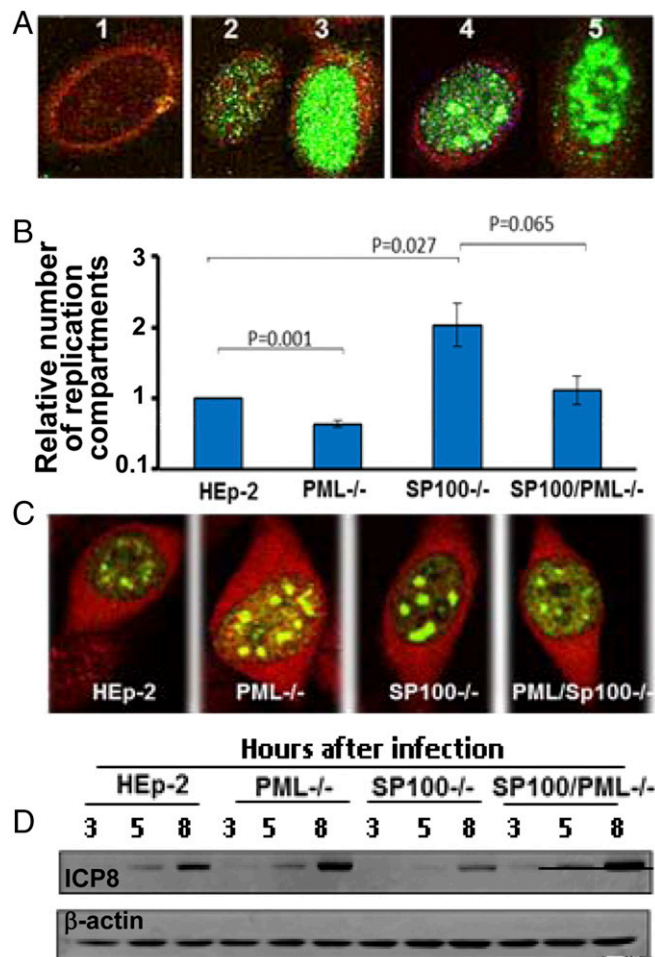 A
1 2 3 4 5
B
Relative number
of replication
compartments
3
2
1
0.1
P=0.027
P=0.065
P=0.001
HEp-2 PML-/- SP100-/- SP100/PML-/-
C
HEp-2 PML-/- SP100-/- PML/Sp100-/-
Hours after infection
HEp-2 PML-/- SP100-/- SP100/PML-/-
D
3 5 8 3 5 8 3 5 8 3 5 8
ICP8
β-actin